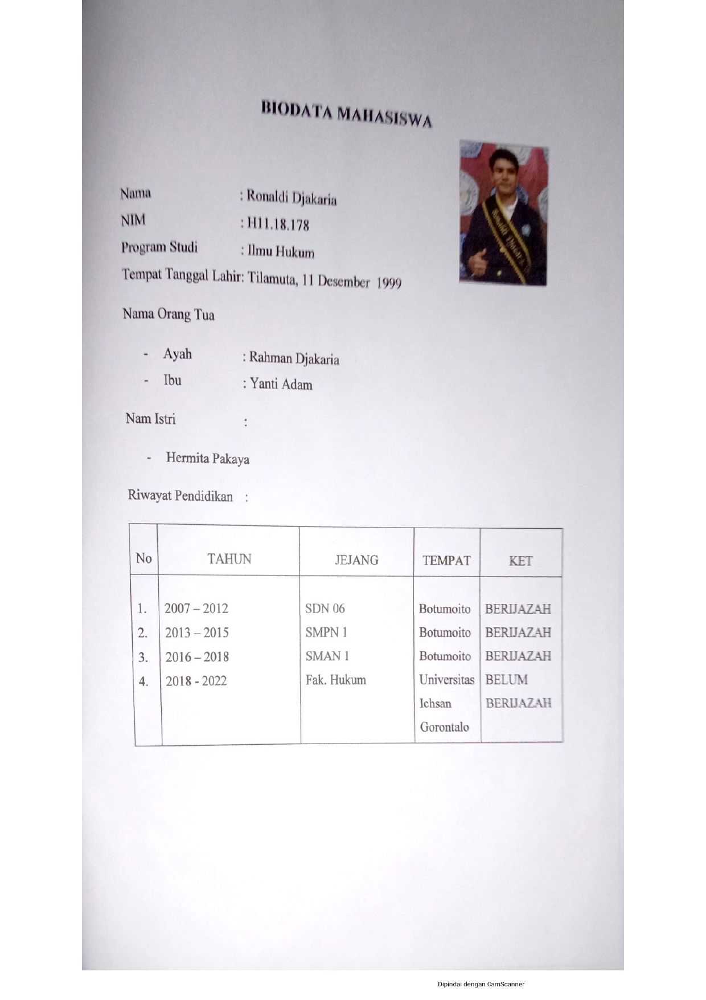 BIODATA MAHASISWA
Nama : Ronaldi Djakaria
NIM : H11.18.178
Program Studi : Ilmu Hukum
Tempat Tanggal Lahir: Tilamuta, 11 Desember 1999
Nama Orang Tua
- Ayah : Rahman Djakaria
- Ibu : Yanti Adam
Nam Istri :
- Hermita Pakaya
Riwayat Pendidikan :
No TAHUN JEJANG TEMPAT KET
1. 2007 – 2012 SDN 06 Botumoito BERIJAZAH
2. 2013 – 2015 SMPN 1 Botumoito BERIJAZAH
3. 2016 – 2018 SMAN 1 Botumoito BERIJAZAH
4. 2018 - 2022 Fak. Hukum Universitas BELUM
Ichsan BERIJAZAH
Gorontalo
Dipindai dengan CamScanner